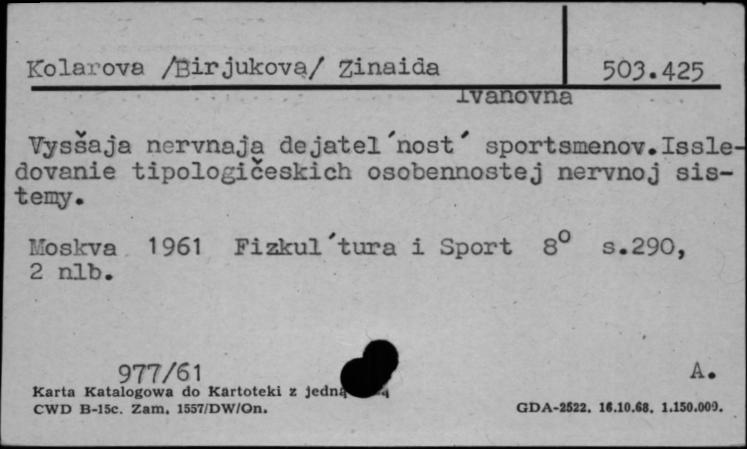 Kolarova /Birjukova/ Zinaida 503.425
Ivanovna
Vysšaja nervnaja dejatel´nost´ sportsmenov.Issle-
dovanie tipologičeskich osobennostej nervnoj sis-
temy.
Moskva 1961 Fizkul´tura i Sport 8° s.290,
2 nlb.
977/61 A.
Karta Katalogowa do Kartoteki z
CWD B-15c. Zam. 1557/DW/On. GDA-2522. 16.10.68. 1.150.000.